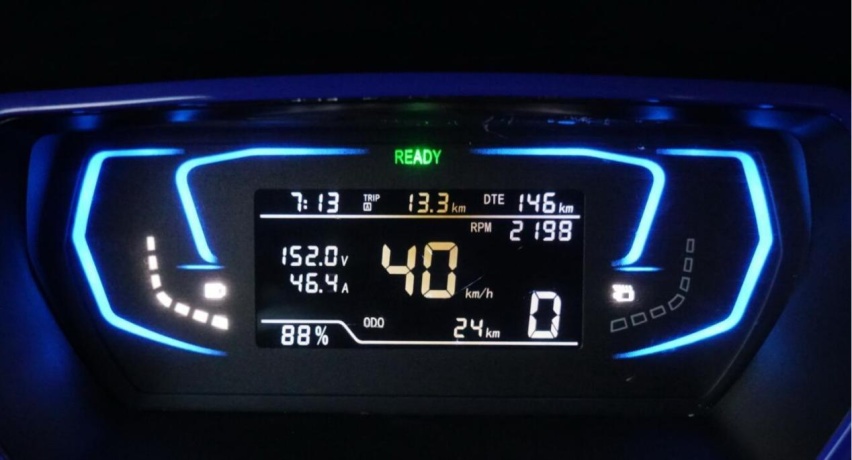 READY
7:13 TRIP A 13.3 km DTE 146 km
RPM 2198
152.0 V
46.4 A
40 km/h
0
88% ODO 24 km